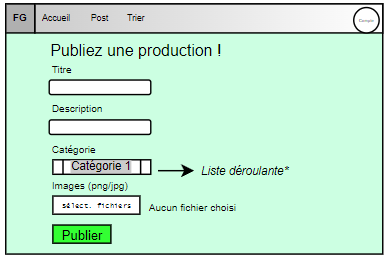 FG Accueil Post Trier Compte
Publiez une production !
Titre
Description
Catégorie
Catégorie 1 Liste déroulante*
Images (png/jpg)
sélect. fichiers Aucun fichier choisi
Publier